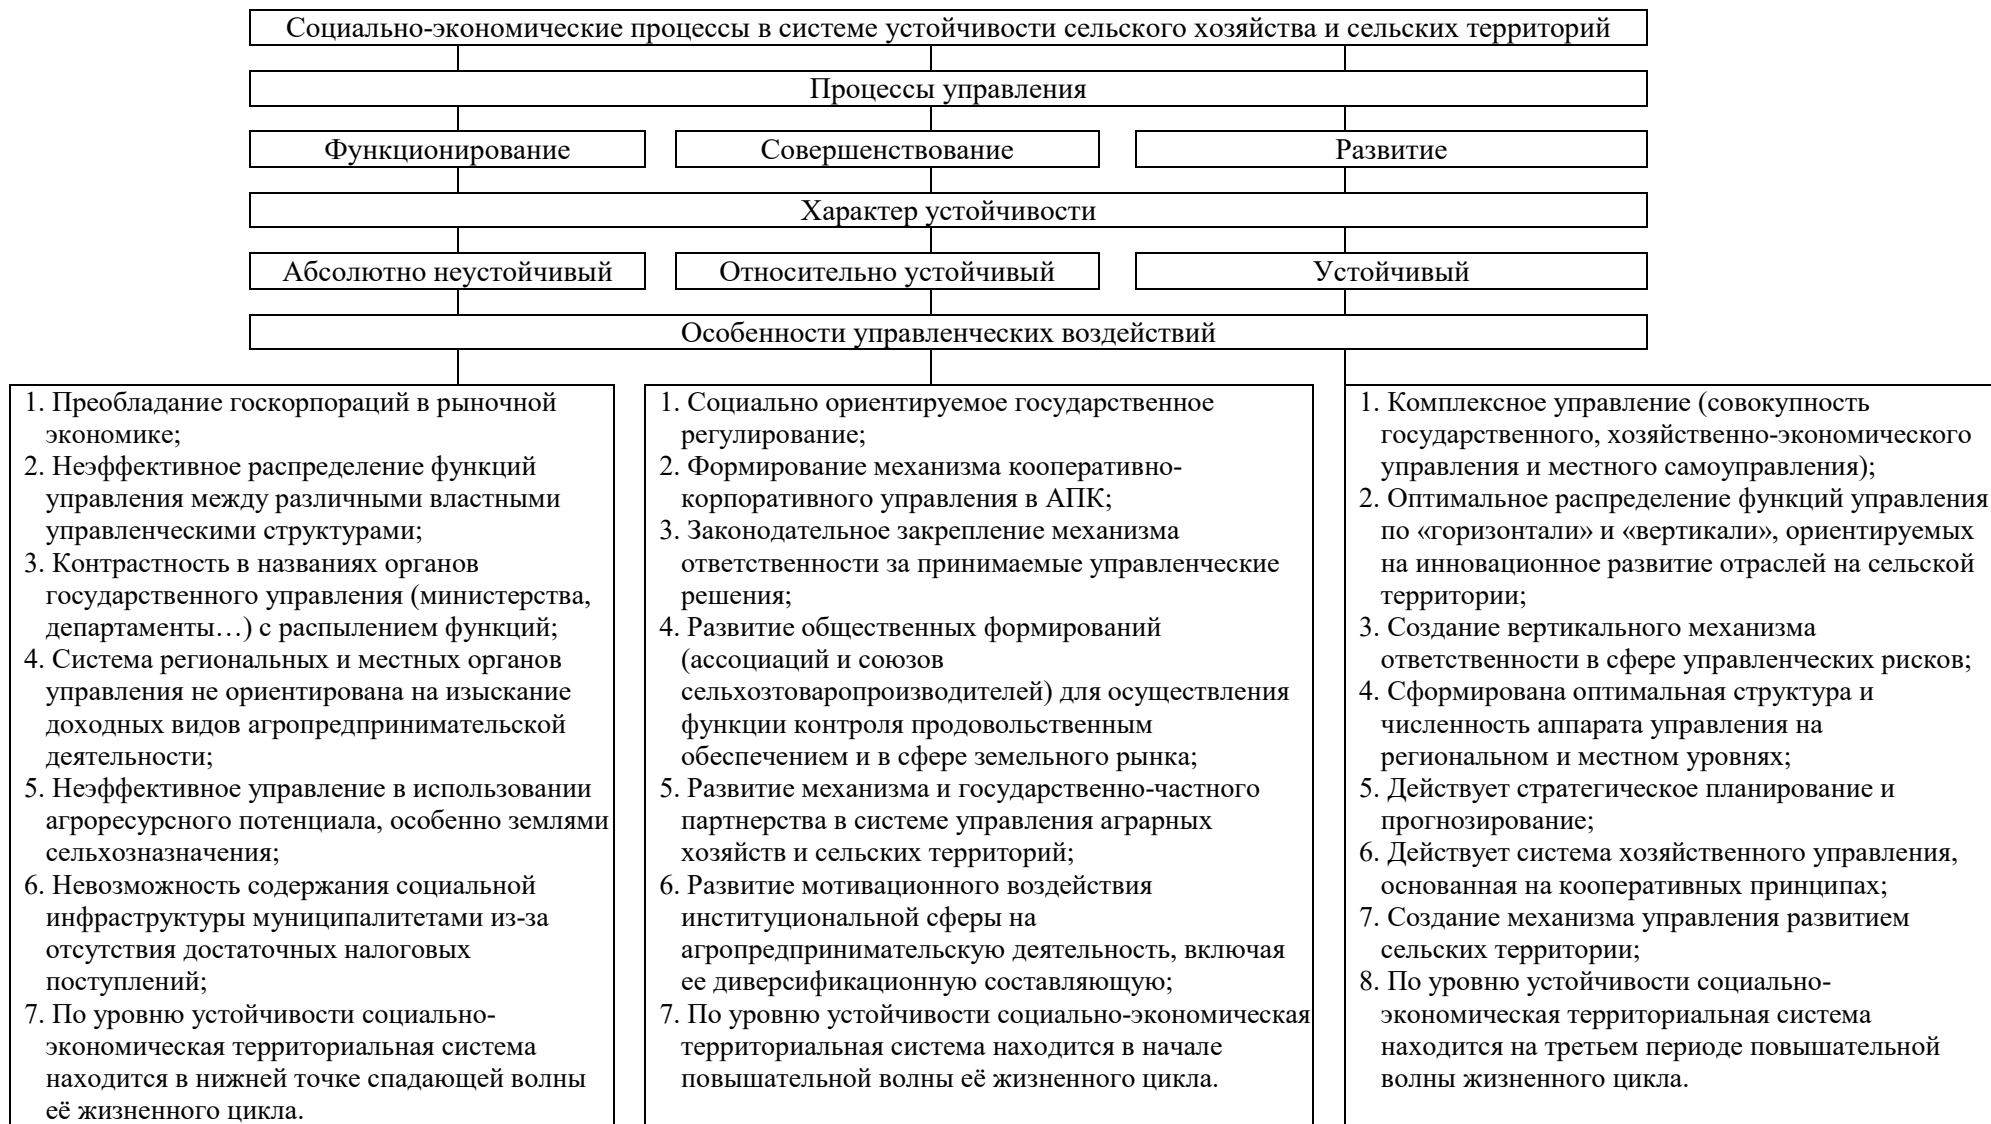 Социально-экономические процессы в системе устойчивости сельского хозяйства и сельских территорий
Процессы управления
Функционирование
Совершенствование
Развитие
Характер устойчивости
Абсолютно неустойчивый
Относительно устойчивый
Устойчивый
Особенности управленческих воздействий
1. Преобладание госкорпораций в рыночной
экономике;
2. Неэффективное распределение функций
управления между различными властными
управленческими структурами;
3. Контрастность в названиях органов
государственного управления (министерства,
департаменты…) с распылением функций;
4. Система региональных и местных органов
управления не ориентирована на изыскание
доходных видов агропредпринимательской
деятельности;
5. Неэффективное управление в использовании
агроресурсного потенциала, особенно землями
сельхозназначения;
6. Невозможность содержания социальной
инфраструктуры муниципалитетами из-за
отсутствия достаточных налоговых
поступлений;
7. По уровню устойчивости социально-
экономическая территориальная система
находится в нижней точке спадающей волны
её жизненного цикла.
1. Социально ориентируемое государственное
регулирование;
2. Формирование механизма кооперативно-
корпоративного управления в АПК;
3. Законодательное закрепление механизма
ответственности за принимаемые управленческие
решения;
4. Развитие общественных формирований
(ассоциаций и союзов
сельхозтоваропроизводителей) для осуществления
функции контроля продовольственным
обеспечением и в сфере земельного рынка;
5. Развитие механизма и государственно-частного
партнерства в системе управления аграрных
хозяйств и сельских территорий;
6. Развитие мотивационного воздействия
институциональной сферы на
агропредпринимательскую деятельность, включая
ее диверсификационную составляющую;
7. По уровню устойчивости социально-экономическая
территориальная система находится в начале
повышательной волны её жизненного цикла.
1. Комплексное управление (совокупность
государственного, хозяйственно-экономического
управления и местного самоуправления);
2. Оптимальное распределение функций управления
по «горизонтали» и «вертикали», ориентируемых
на инновационное развитие отраслей на сельской
территории;
3. Создание вертикального механизма
ответственности в сфере управленческих рисков;
4. Сформирована оптимальная структура и
численность аппарата управления на
региональном и местном уровнях;
5. Действует стратегическое планирование и
прогнозирование;
6. Действует система хозяйственного управления,
основанная на кооперативных принципах;
7. Создание механизма управления развитием
сельских территории;
8. По уровню устойчивости социально-
экономическая территориальная система
находится на третьем периоде повышательной
волны жизненного цикла.